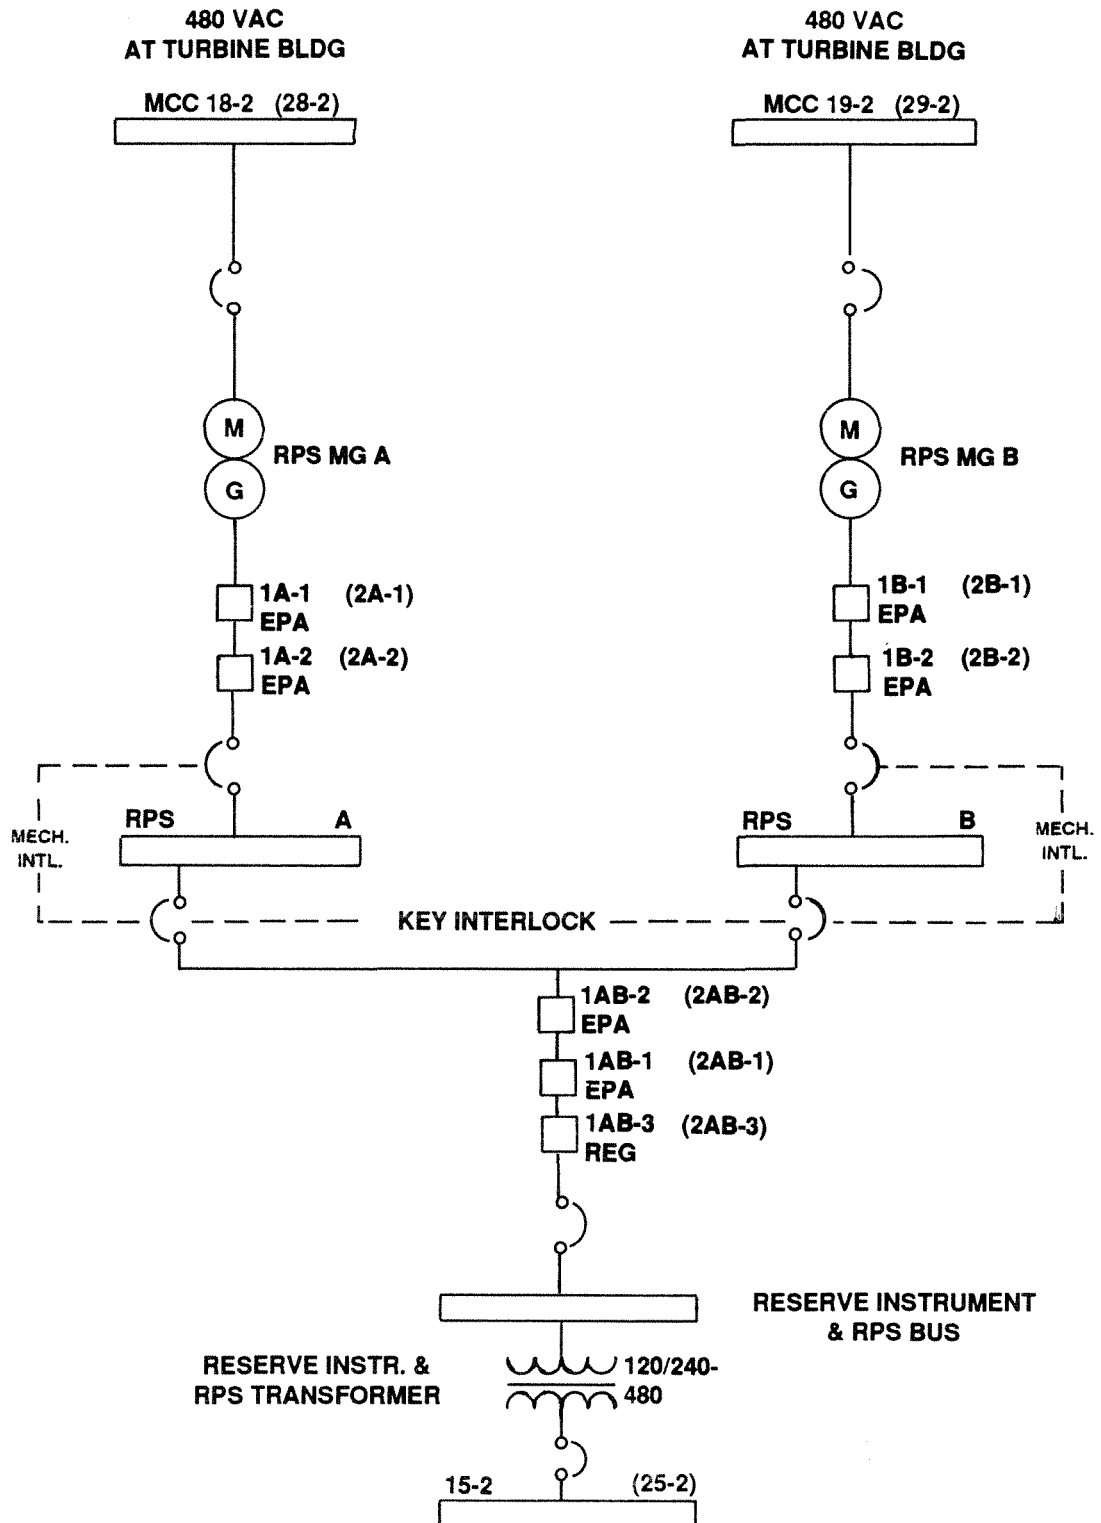 480 VAC
AT TURBINE BLDG
480 VAC
AT TURBINE BLDG
MCC 18-2 (28-2)
MCC 19-2 (29-2)
M
G
RPS MG A
M
G
RPS MG B
1A-1 (2A-1)
EPA
1A-2 (2A-2)
EPA
1B-1 (2B-1)
EPA
1B-2 (2B-2)
EPA
RPS A
RPS B
MECH.
INTL.
MECH.
INTL.
KEY INTERLOCK
1AB-2 (2AB-2)
EPA
1AB-1 (2AB-1)
EPA
1AB-3 (2AB-3)
REG
RESERVE INSTRUMENT
& RPS BUS
RESERVE INSTR. &
RPS TRANSFORMER
120/240-
480
15-2 (25-2)